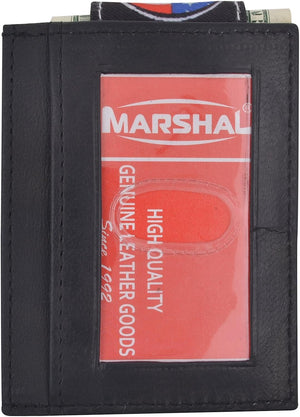 MARSHAL
HIGH QUALITY
GENUINE LEATHER GOODS
Since 1992